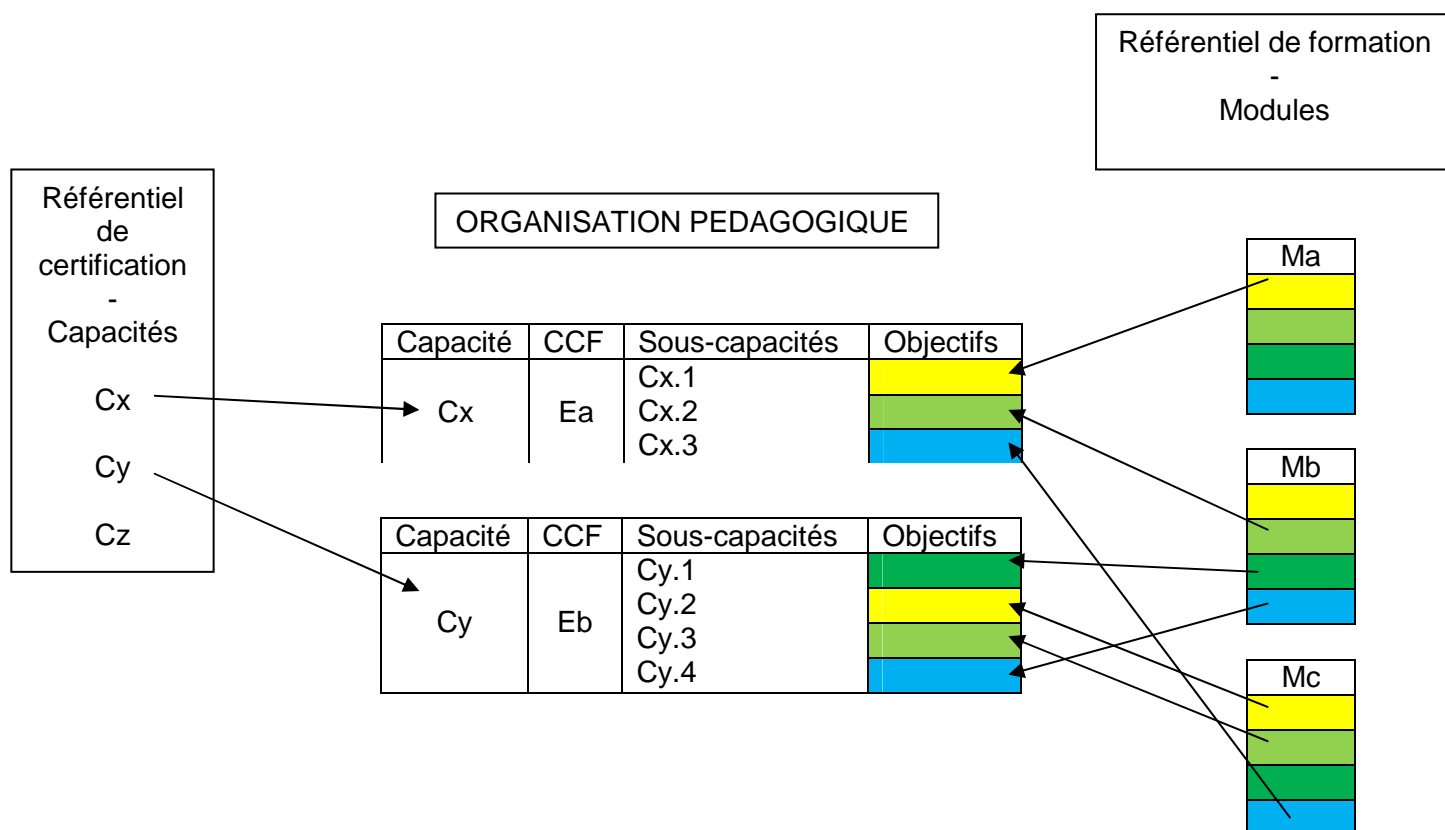 Référentiel de formation
-
Modules
Référentiel
de
certification
-
Capacités
Cx
Cy
Cz
ORGANISATION PEDAGOGIQUE
Capacité CCF Sous-capacités Objectifs
Cx Ea
Cx.1
Cx.2
Cx.3
Capacité CCF Sous-capacités Objectifs
Cy Eb
Cy.1
Cy.2
Cy.3
Cy.4
Ma
Mb
Mc